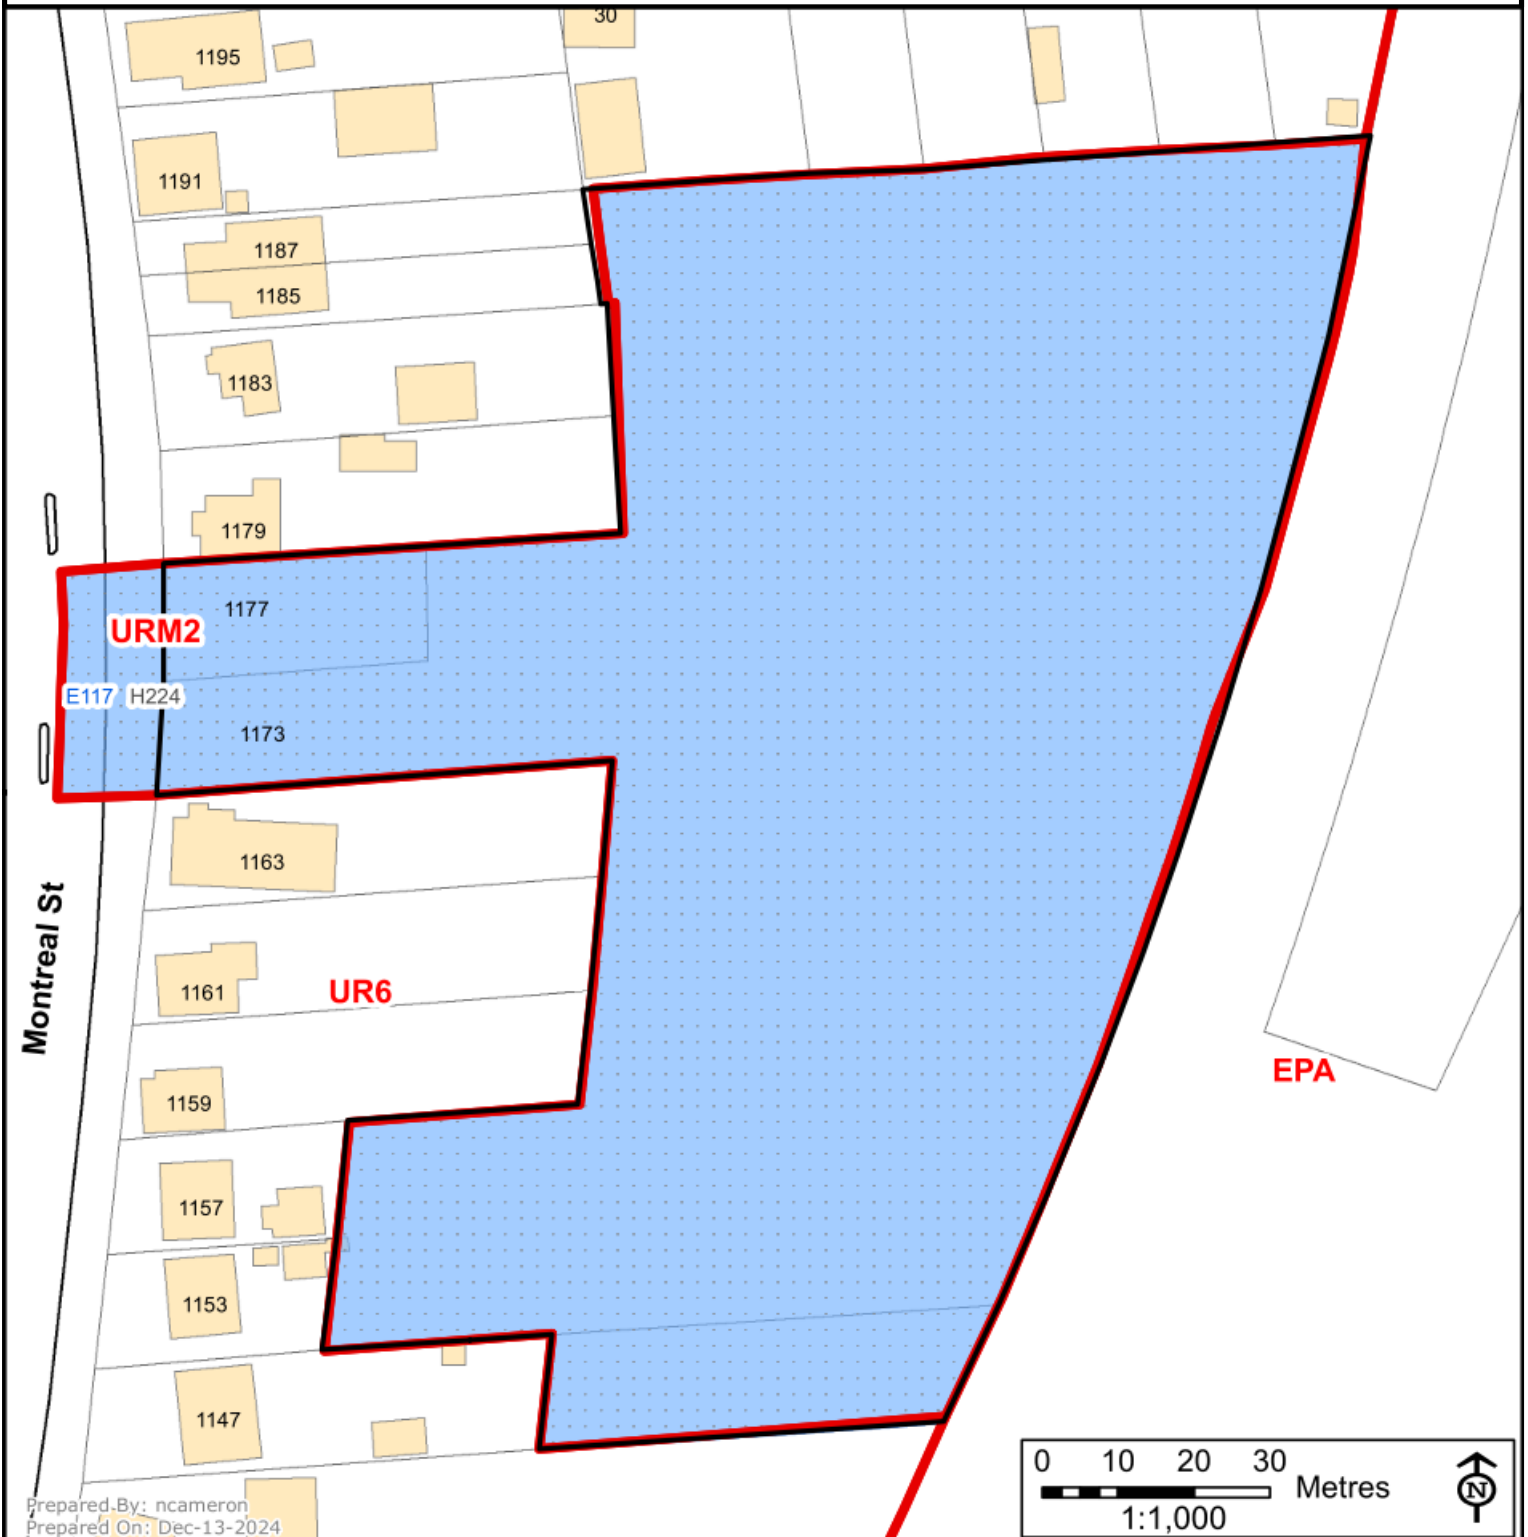 30
1195
1191
1187
1185
1183
1179
1177
URM2
E117 H224
1173
1163
Montreal St
1161
UR6
EPA
1159
1157
1153
1147
0 10 20 30
Metres
1:1,000
N
Prepared By: ncameron
Prepared On: Dec-13-2024